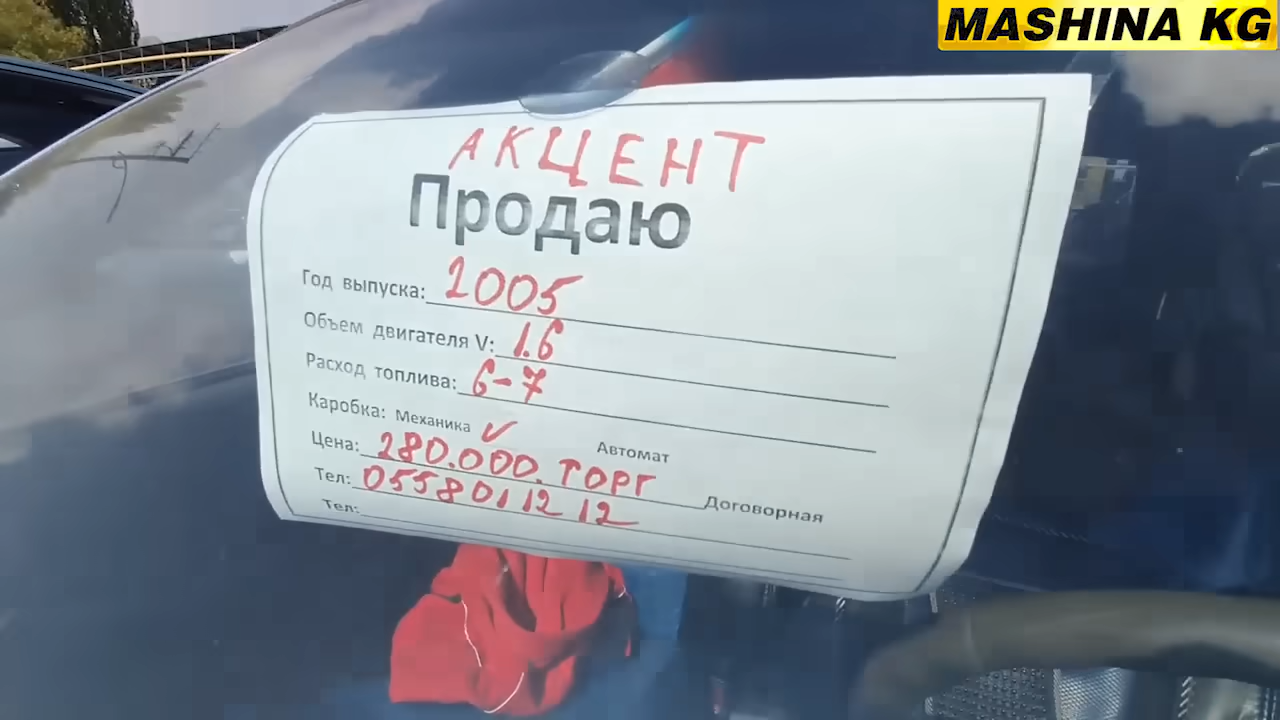 MASHINA KG
АКЦЕНТ
Продаю
Год выпуска: 2005
Объем двигателя V: 1.6
Расход топлива: 6-7
Каробка: Механика ✓ Автомат
Цена: 280.000. торг Договорная
Тел: 0558011212
Тел: